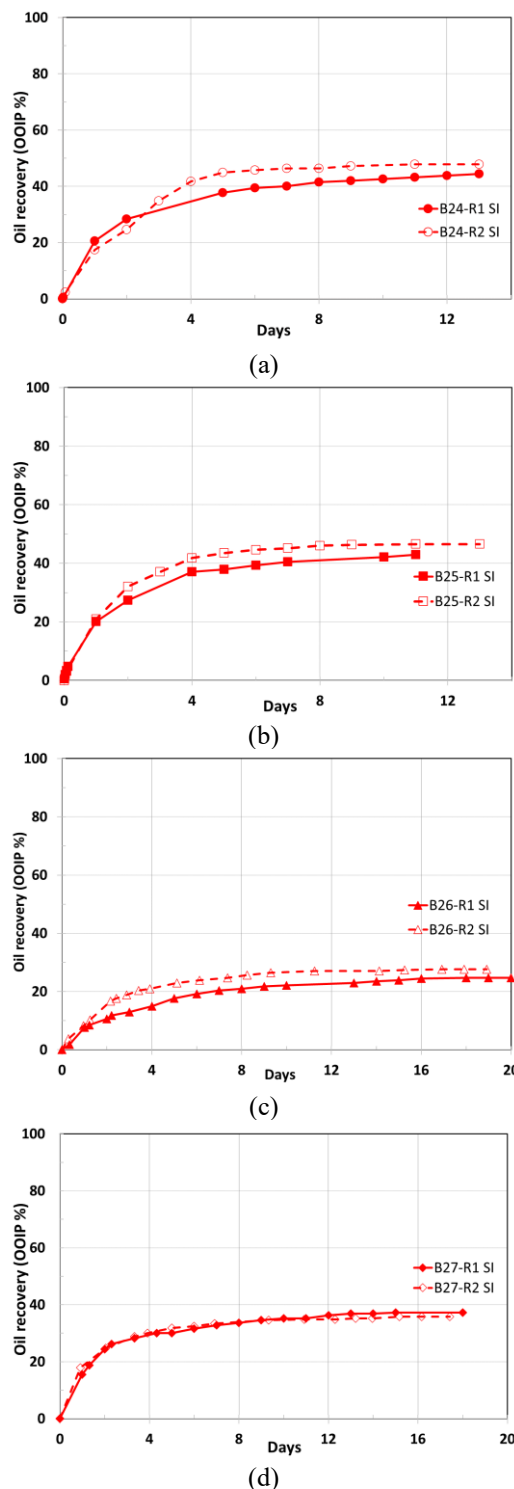 Oil recovery (OOIP %)
100
80
60
40
20
0
B24-R1 SI
B24-R2 SI
0 4 8 12
Days
(a)
Oil recovery (OOIP %)
100
80
60
40
20
0
B25-R1 SI
B25-R2 SI
0 4 8 12
Days
(b)
Oil recovery (OOIP %)
100
80
60
40
20
0
B26-R1 SI
B26-R2 SI
0 4 8 12 16 20
Days
(c)
Oil recovery (OOIP %)
100
80
60
40
20
0
B27-R1 SI
B27-R2 SI
0 4 8 12 16 20
Days
(d)